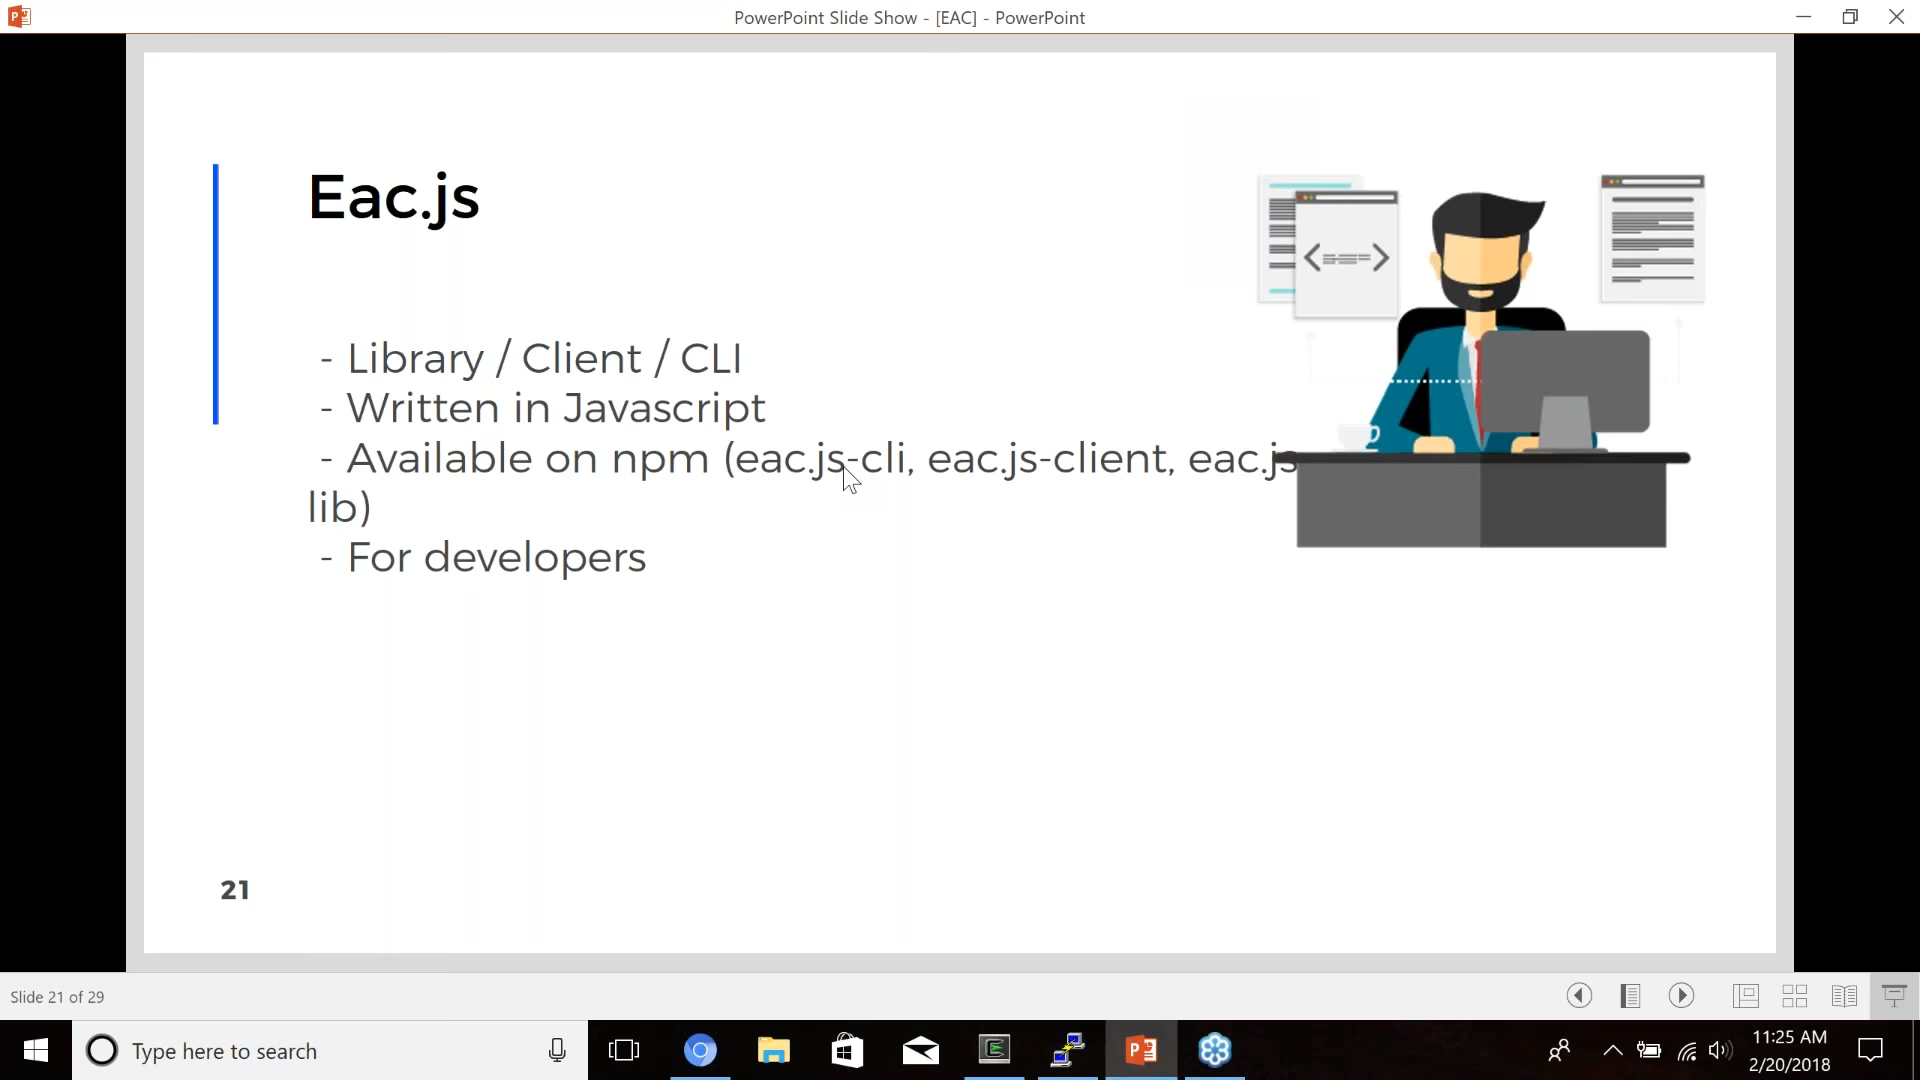 PowerPoint Slide Show - [EAC] - PowerPoint
Eac.js
- Library / Client / CLI
- Written in Javascript
- Available on npm (eac.js-cli, eac.js-client, eac.js
lib)
- For developers
21
Slide 21 of 29
Type here to search
11:25 AM
2/20/2018